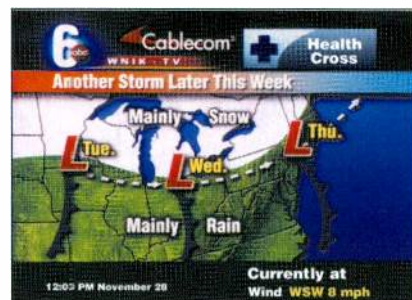 6 abc
Cablecom
Health
Cross
WNIK-TV
Another Storm Later This Week
Mainly Snow
L Tue.
L Wed.
L Thu.
Mainly Rain
Currently at
12:03 PM November 28
Wind WSW 8 mph